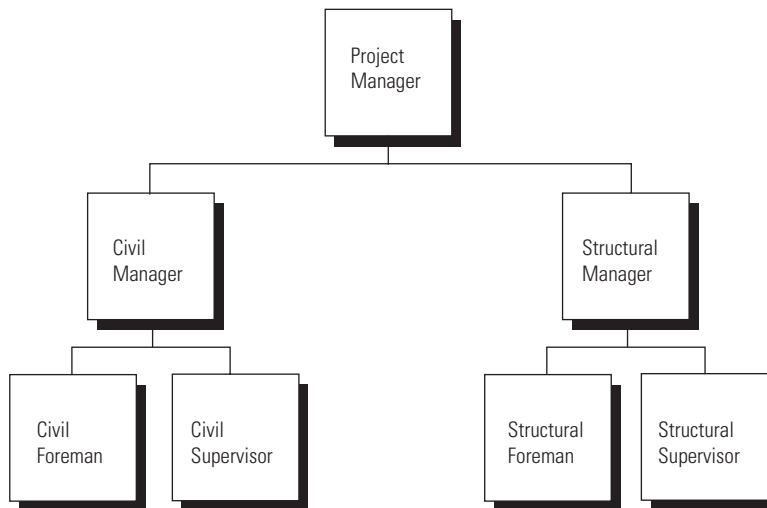 Project
Manager
Civil
Manager
Structural
Manager
Civil
Foreman
Civil
Supervisor
Structural
Foreman
Structural
Supervisor